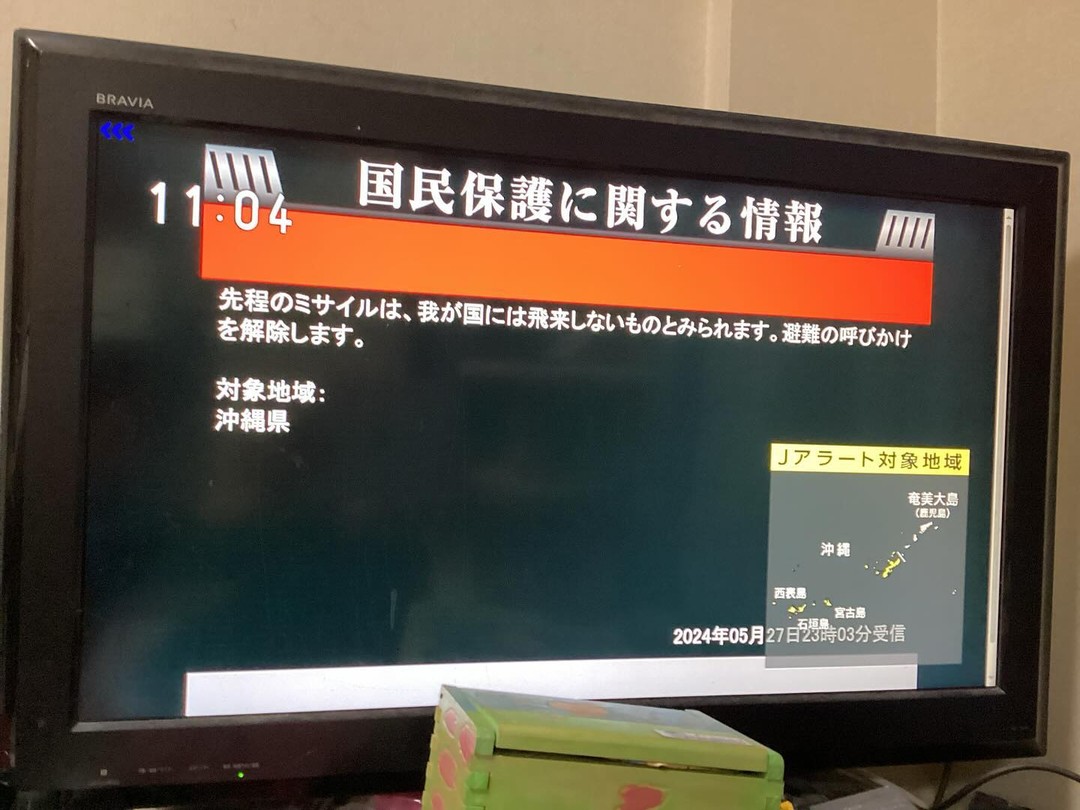 BRAVIA
国民保護に関する情報
11:04
先程のミサイルは、我が国には飛来しないものとみられます。避難の呼びかけ
を解除します。
対象地域:
沖縄県
Jアラート対象地域
奄美大島
(鹿児島)
沖縄
西表島
宮古島
石垣島
2024年05月27日23時03分受信